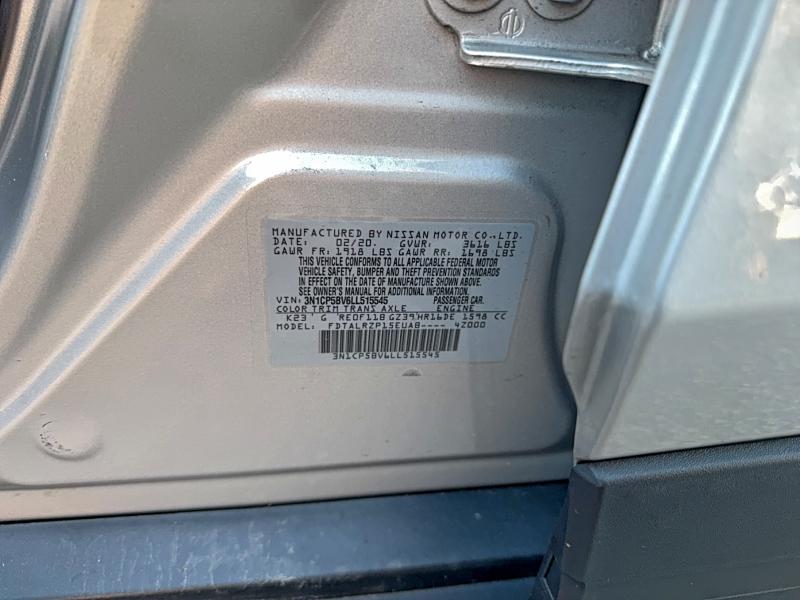 MANUFACTURED BY NISSAN MOTOR CO.,LTD.
DATE: 02/20. GVWR: 3616 LBS
GAWR FR: 1918 LBS GAWR RR: 1698 LBS
THIS VEHICLE CONFORMS TO ALL APPLICABLE FEDERAL MOTOR
VEHICLE SAFETY, BUMPER AND THEFT PREVENTION STANDARDS
IN EFFECT ON THE DATE OF MANUFACTURE SHOWN ABOVE.
SEE OWNER'S MANUAL FOR ADDITIONAL INFORMATION.
VIN: 3N1CP5BV6LL515545 PASSENGER CAR.
COLOR TRIM TRANS AXLE ENGINE
K23 G RE0F11B GZ39.HR16DE 1598 CC
MODEL: FDTALRZP15EUAB---- 4Z000
3N1CP5BV6LL515545